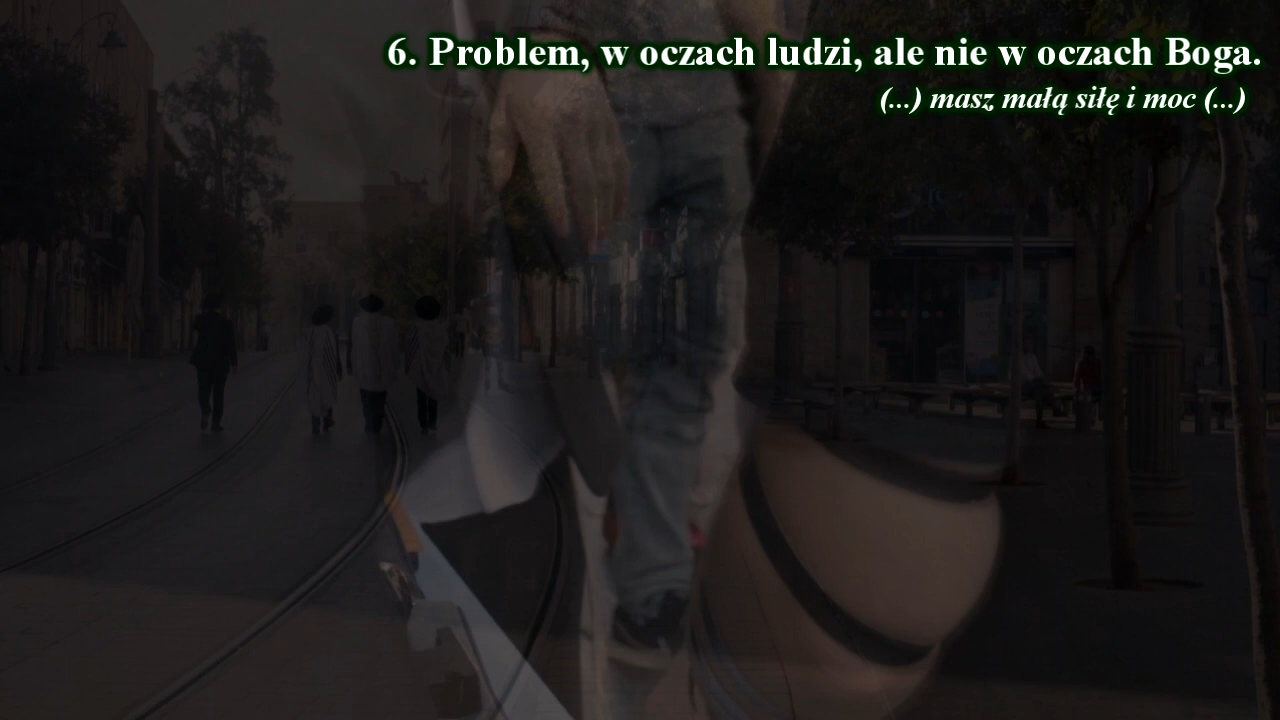 6. Problem, w oczach ludzi, ale nie w oczach Boga.
(...) masz małą siłę i moc (...)